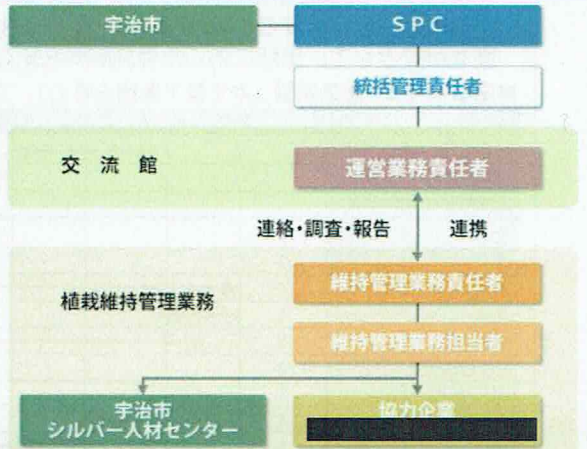 宇治市
ＳＰＣ
統括管理責任者
交 流 館
運営業務責任者
連絡・調査・報告
連携
植栽維持管理業務
維持管理業務責任者
維持管理業務担当者
宇治市
シルバー人材センター
協力企業